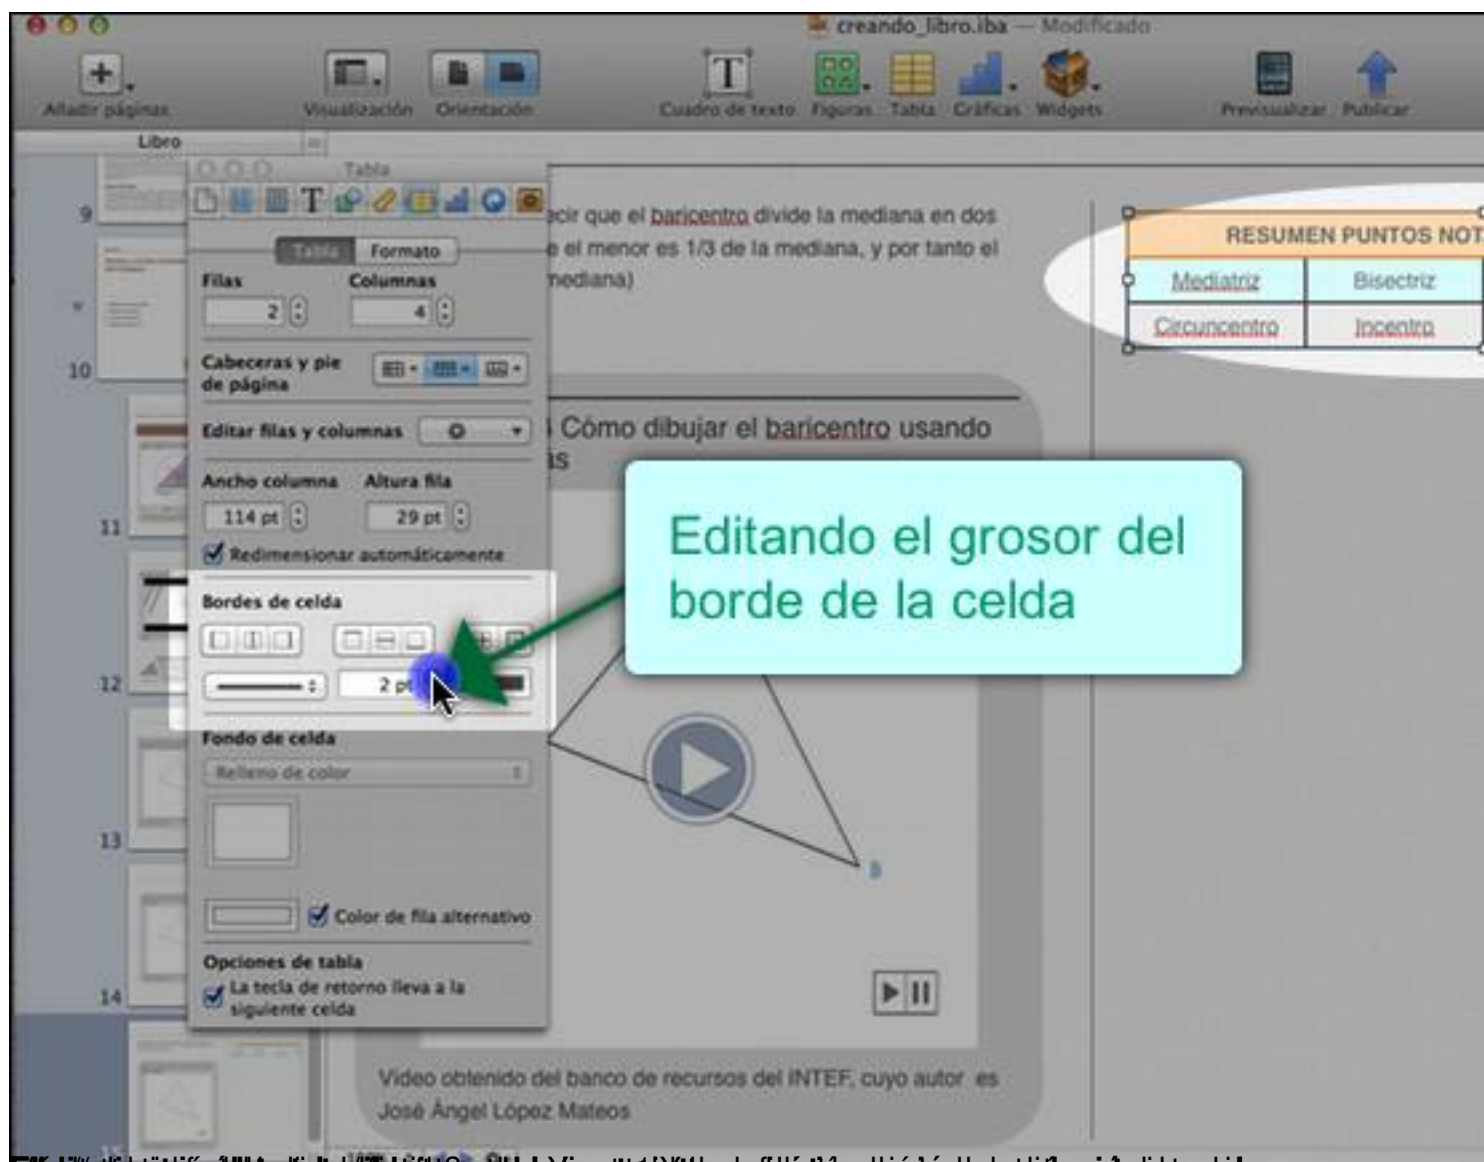 creando_libro.iba — Modificado
Añadir páginas Visualización Orientación Cuadro de texto Figuras Tabla Gráficas Widgets Previsualizar Publicar
Libro
Tabla
Tabla Formato
Filas Columnas
2 4
Cabeceras y pie
de página
Editar filas y columnas
Ancho columna Altura fila
114 pt 29 pt
Redimensionar automáticamente
Bordes de celda
2 pt
Fondo de celda
Relleno de color
Color de fila alternativo
Opciones de tabla
La tecla de retorno lleva a la
siguiente celda
9
10
11
12
13
14
que el baricentro divide la mediana en dos
el menor es 1/3 de la mediana, y por tanto el
mediana)
Cómo dibujar el baricentro usando
Editando el grosor del
borde de la celda
B
Video obtenido del banco de recursos del INTEF, cuyo autor es
José Ángel López Mateos
RESUMEN PUNTOS NOT
Mediatriz Bisectriz
Circuncentro Incentro